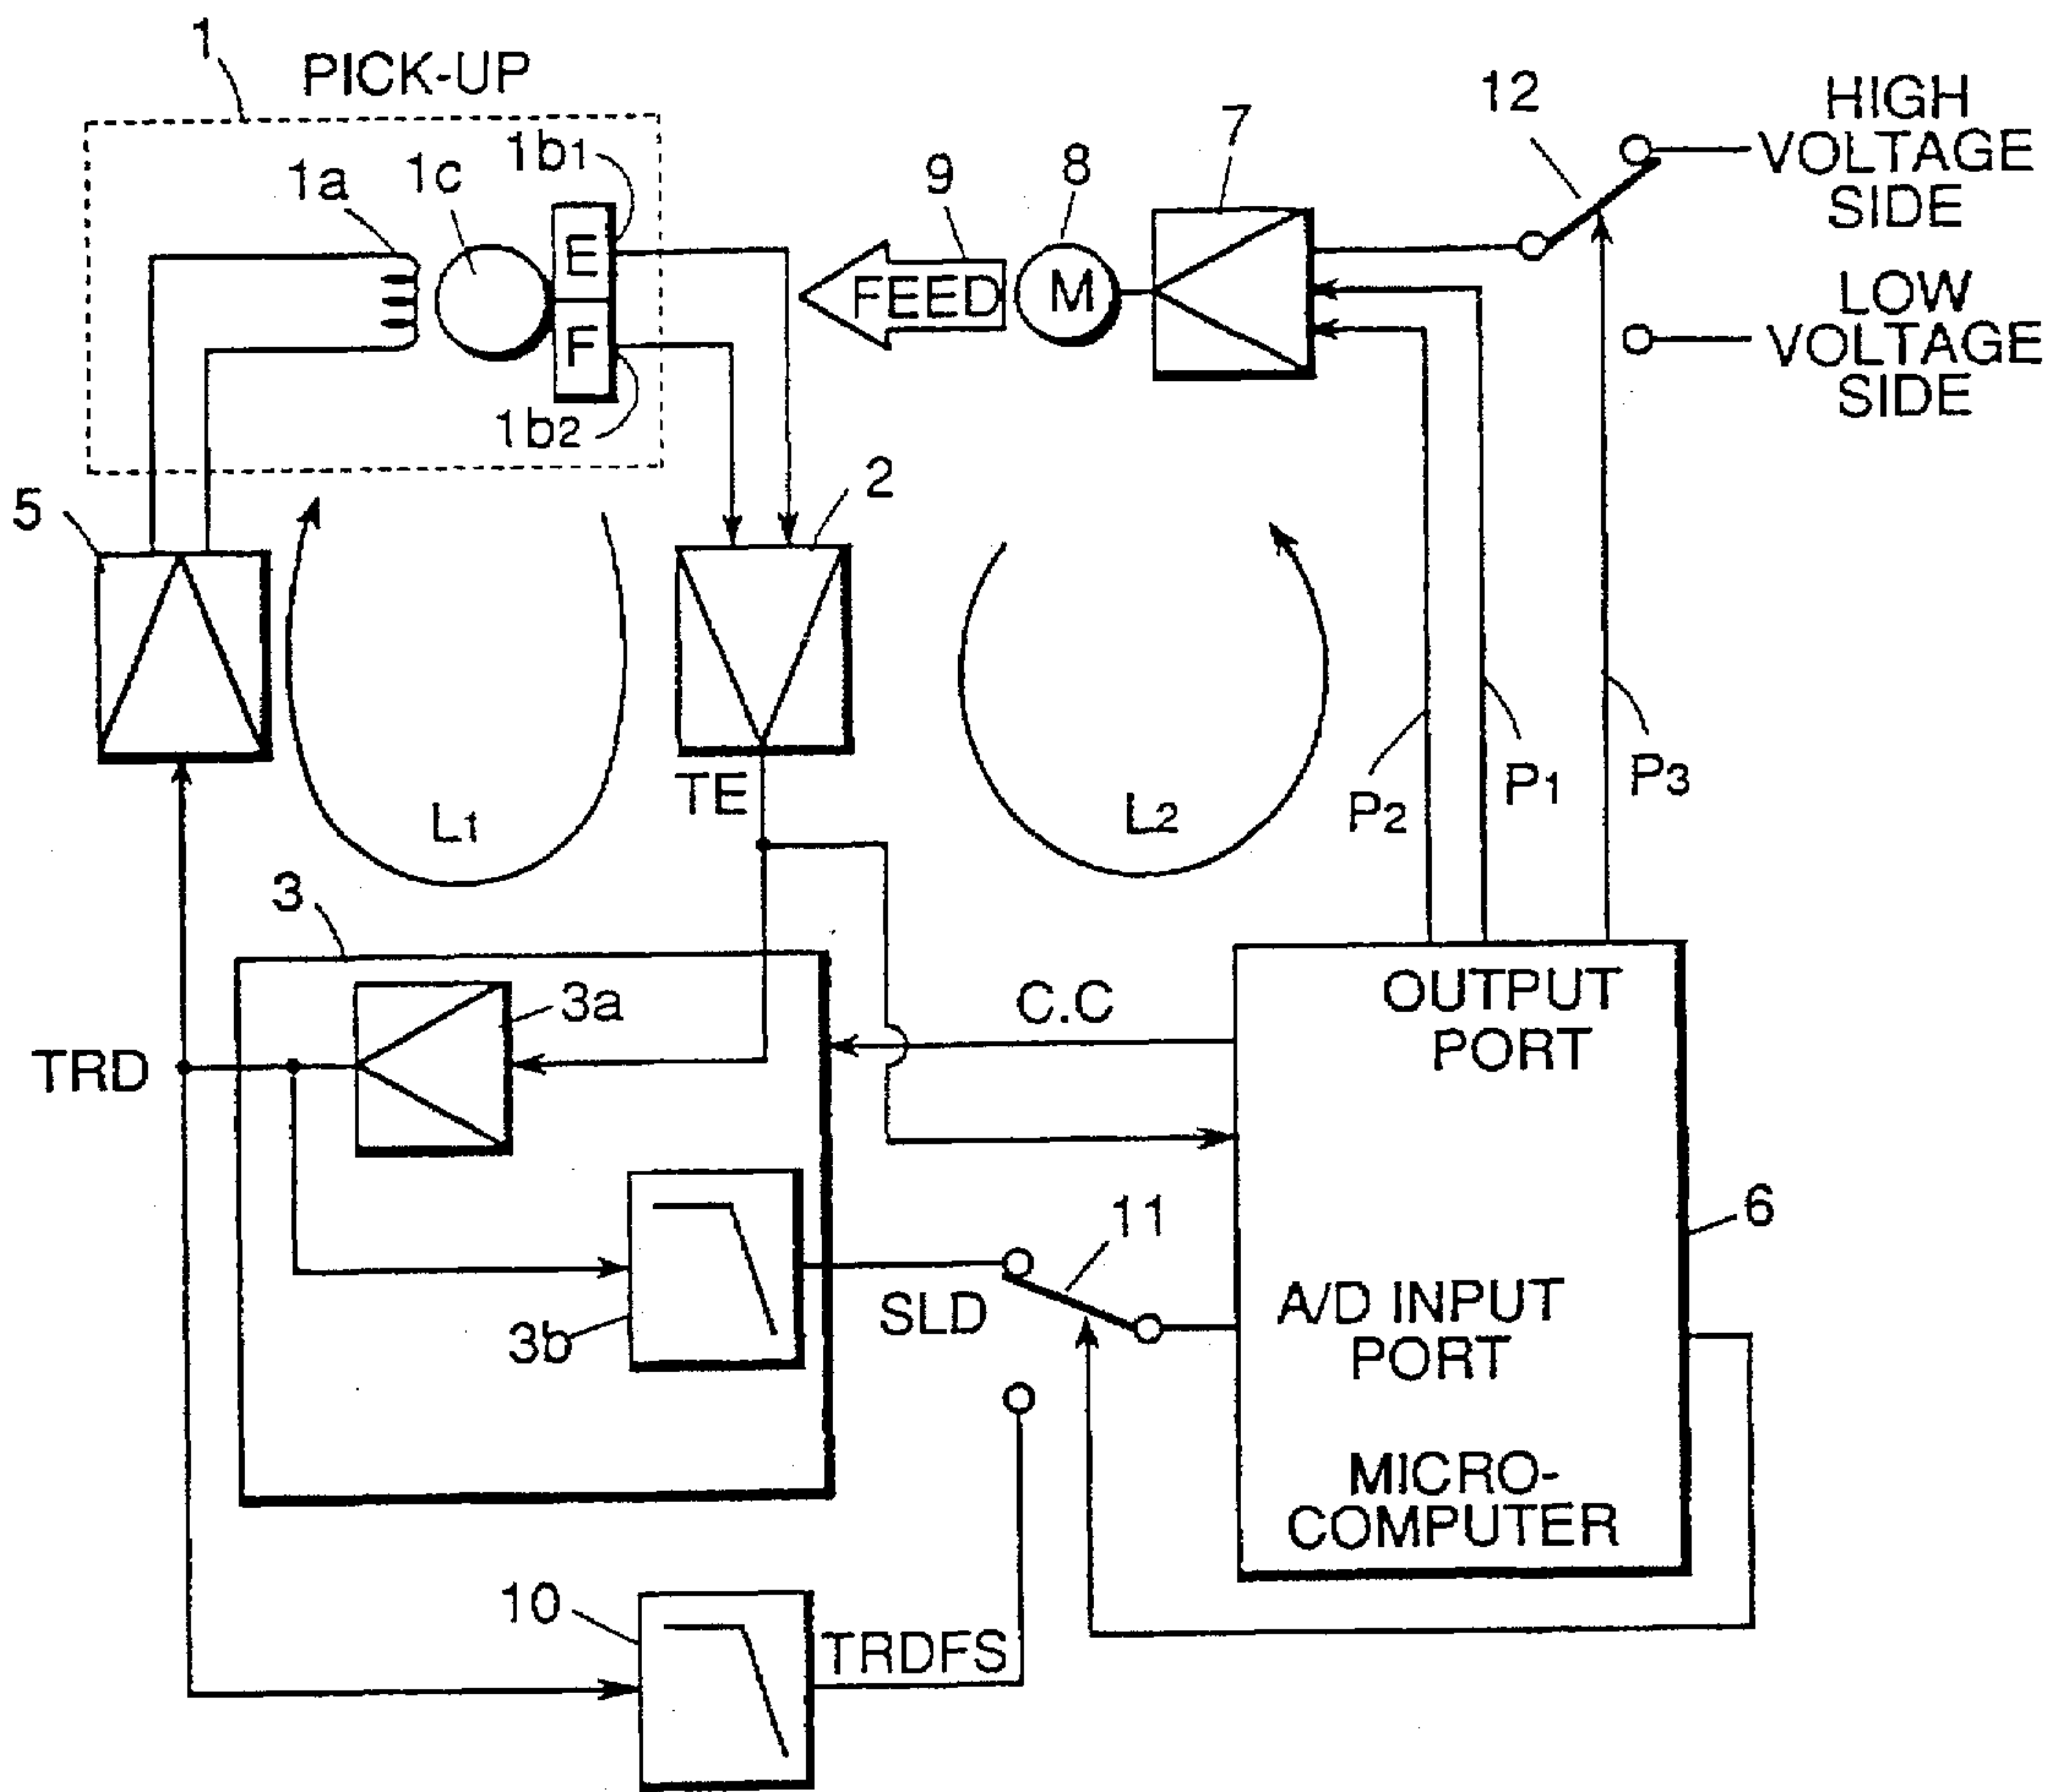 1
PICK-UP
1a
1c
1b1
E
F
1b2
9
FEED
8
M
7
12
HIGH
VOLTAGE
SIDE
LOW
VOLTAGE
SIDE
5
2
L1
TE
L2
P2
P1
P3
3
3a
TRD
C.C
OUTPUT
PORT
3b
SLD
11
A/D INPUT
PORT
6
MICRO-
COMPUTER
10
TRDFS